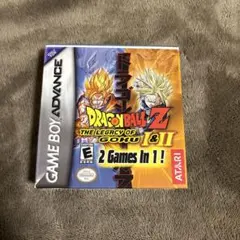 GAME BOY ADVANCE
DRAGON BALL Z
THE LEGACY OF
GOKU I & II
2 Games In 1 !
E
ATARI